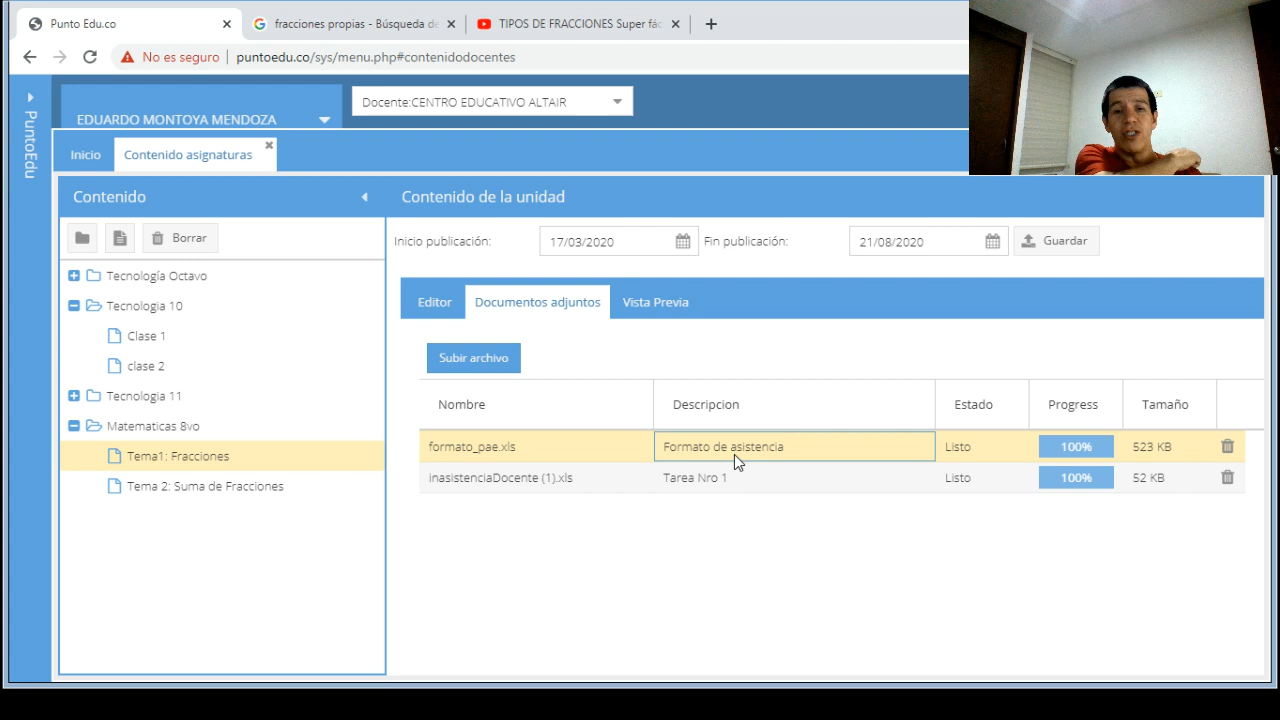 Punto Edu.co
fracciones propias - Búsqueda de
TIPOS DE FRACCIONES Super fác
No es seguro
puntoedu.co/sys/menu.php#contenidodocentes
PuntoEdu
EDUARDO MONTOYA MENDOZA
Docente:CENTRO EDUCATIVO ALTAIR
Inicio
Contenido asignaturas
Contenido
Contenido de la unidad
Borrar
Inicio publicación:
17/03/2020
Fin publicación:
21/08/2020
Guardar
Tecnología Octavo
Tecnologia 10
Clase 1
clase 2
Tecnologia 11
Matematicas 8vo
Tema1: Fracciones
Tema 2: Suma de Fracciones
Editor
Documentos adjuntos
Vista Previa
Subir archivo
Nombre Descripcion Estado Progress Tamaño
formato_pae.xls Formato de asistencia Listo 100% 523 KB
inasistenciaDocente (1).xls Tarea Nro 1 Listo 100% 52 KB